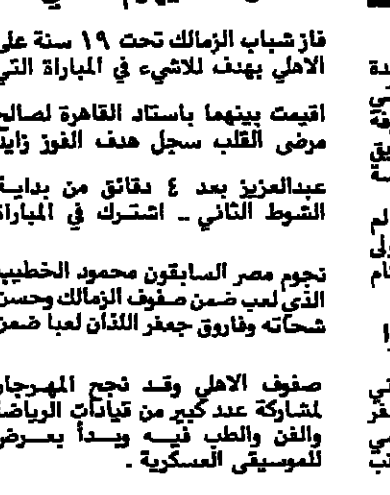 فاز شباب الزمالك تحت ١٩ سنة على
الاهلي بهدف للاشيء في المباراة التي
اقيمت بينهما باستاد القاهرة لصالح
مرضى القلب سجل هدف الفوز زايد
عبدالعزيز بعد ٤ دقائق من بداية
الشوط الثاني ــ اشترك في المباراة
نجوم مصر السابقون محمود الخطيب
الذي لعب ضمن صفوف الزمالك وحسن
شحاته وفاروق جعفر اللذان لعبا ضمن
صفوف الاهلي وقد نجح المهرجان
لمشاركة عدد كبير من قيادات الرياضة
والفن والطب فيه وبدأ بعرض
للموسيقى العسكرية .